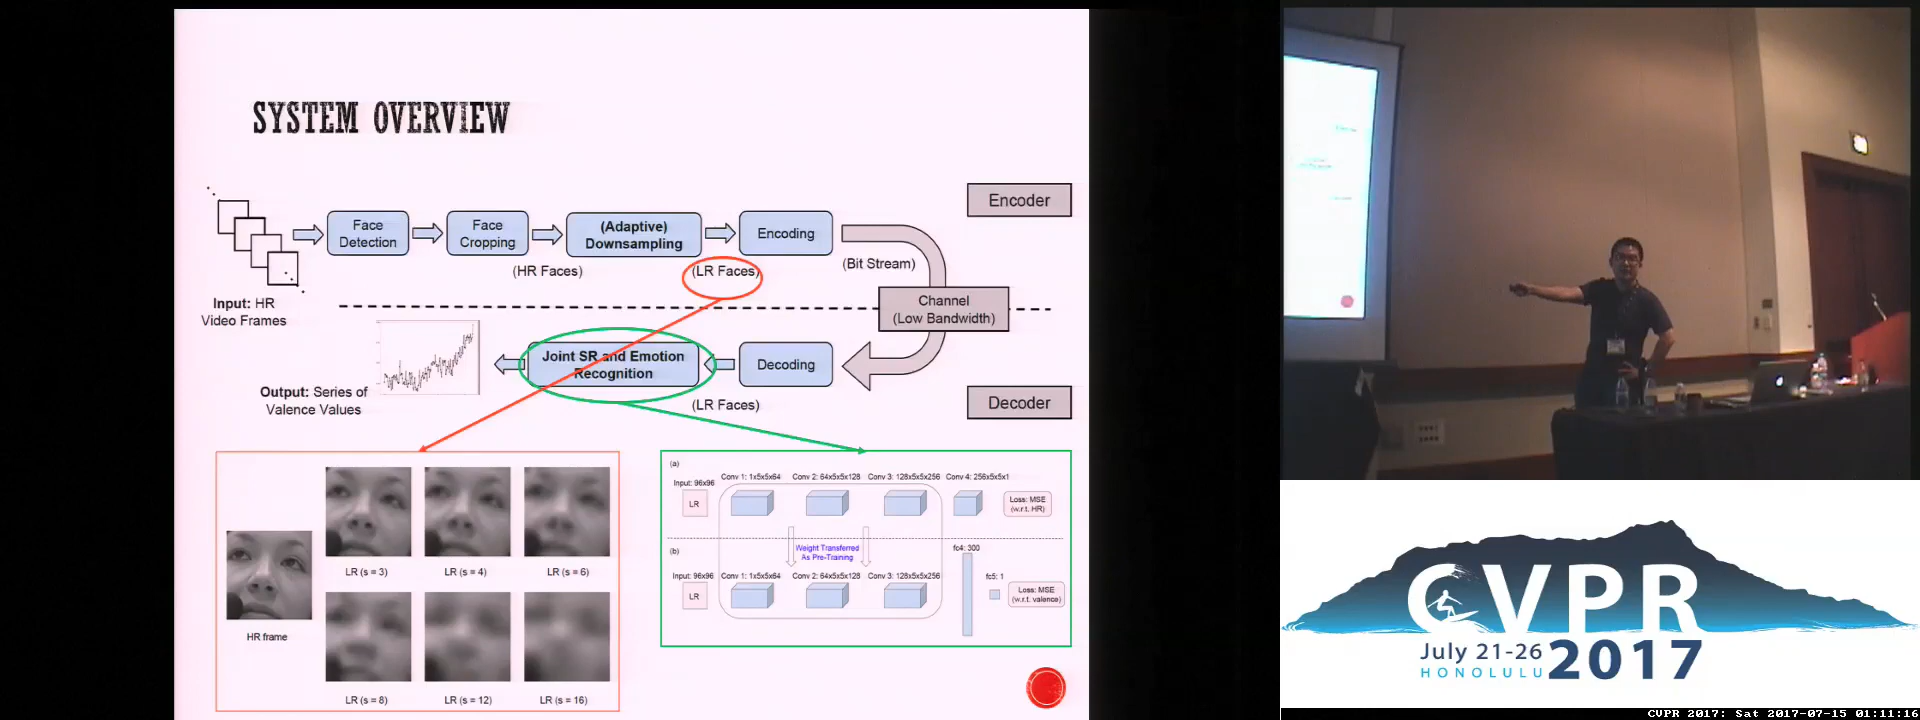 SYSTEM OVERVIEW
Encoder
Face
Detection
Face
Cropping
(Adaptive)
Downsampling
Encoding
(HR Faces)
(LR Faces)
(Bit Stream)
Input: HR
Video Frames
Channel
(Low Bandwidth)
Joint SR and Emotion
Recognition
Decoding
Output: Series of
Valence Values
(LR Faces)
Decoder
HR frame
LR (s = 3)
LR (s = 4)
LR (s = 6)
LR (s = 8)
LR (s = 12)
LR (s = 16)
(a)
Input: 96x96
Conv 1: 1x5x5x64
Conv 2: 64x5x5x128
Conv 3: 128x5x5x256
Conv 4: 256x5x5x1
LR
Loss: MSE
(w.r.t. HR)
Weight Transferred
As Pre-Training
(b)
fc4: 300
Input: 96x96
Conv 1: 1x5x5x64
Conv 2: 64x5x5x128
Conv 3: 128x5x5x256
fc5: 1
LR
Loss: MSE
(w.r.t. valence)
CVPR
July 21-26
HONOLULU
2017
CVPR 2017: Sat 2017-07-15 01:11:16